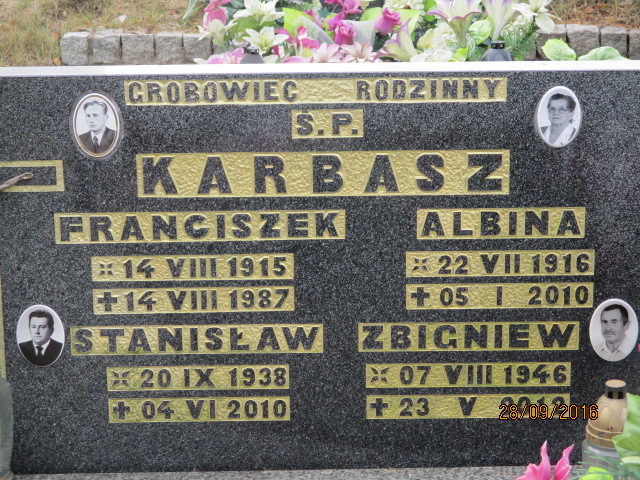 GROBOWIEC RODZINNY
S.P.
KARBASZ
FRANCISZEK
¤ 14 VIII 1915
+ 14 VIII 1987
ALBINA
¤ 22 VII 1916
+ 05 I 2010
STANISŁAW
¤ 20 IX 1938
+ 04 VI 2010
ZBIGNIEW
¤ 07 VIII 1946
+ 23 V
28/09/2016